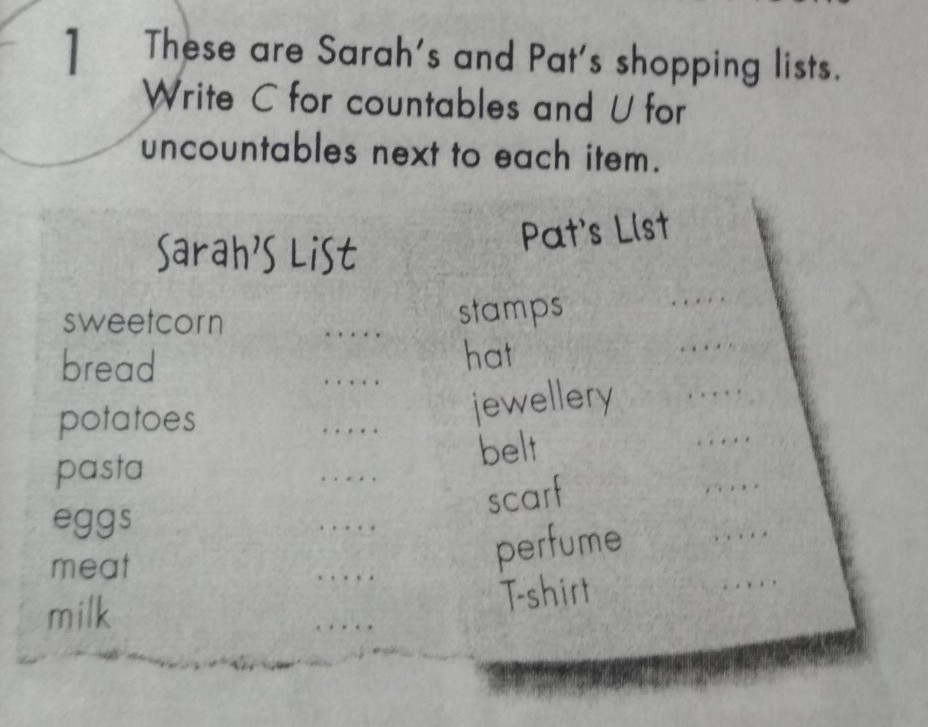 1 These are Sarah's and Pat's shopping lists.
Write C for countables and U for
uncountables next to each item.
Sarah's List
sweetcorn .....
bread .....
potatoes .....
pasta .....
eggs .....
meat .....
milk .....
Pat's List
stamps .....
hat .....
jewellery .....
belt .....
scarf .....
perfume .....
T-shirt .....